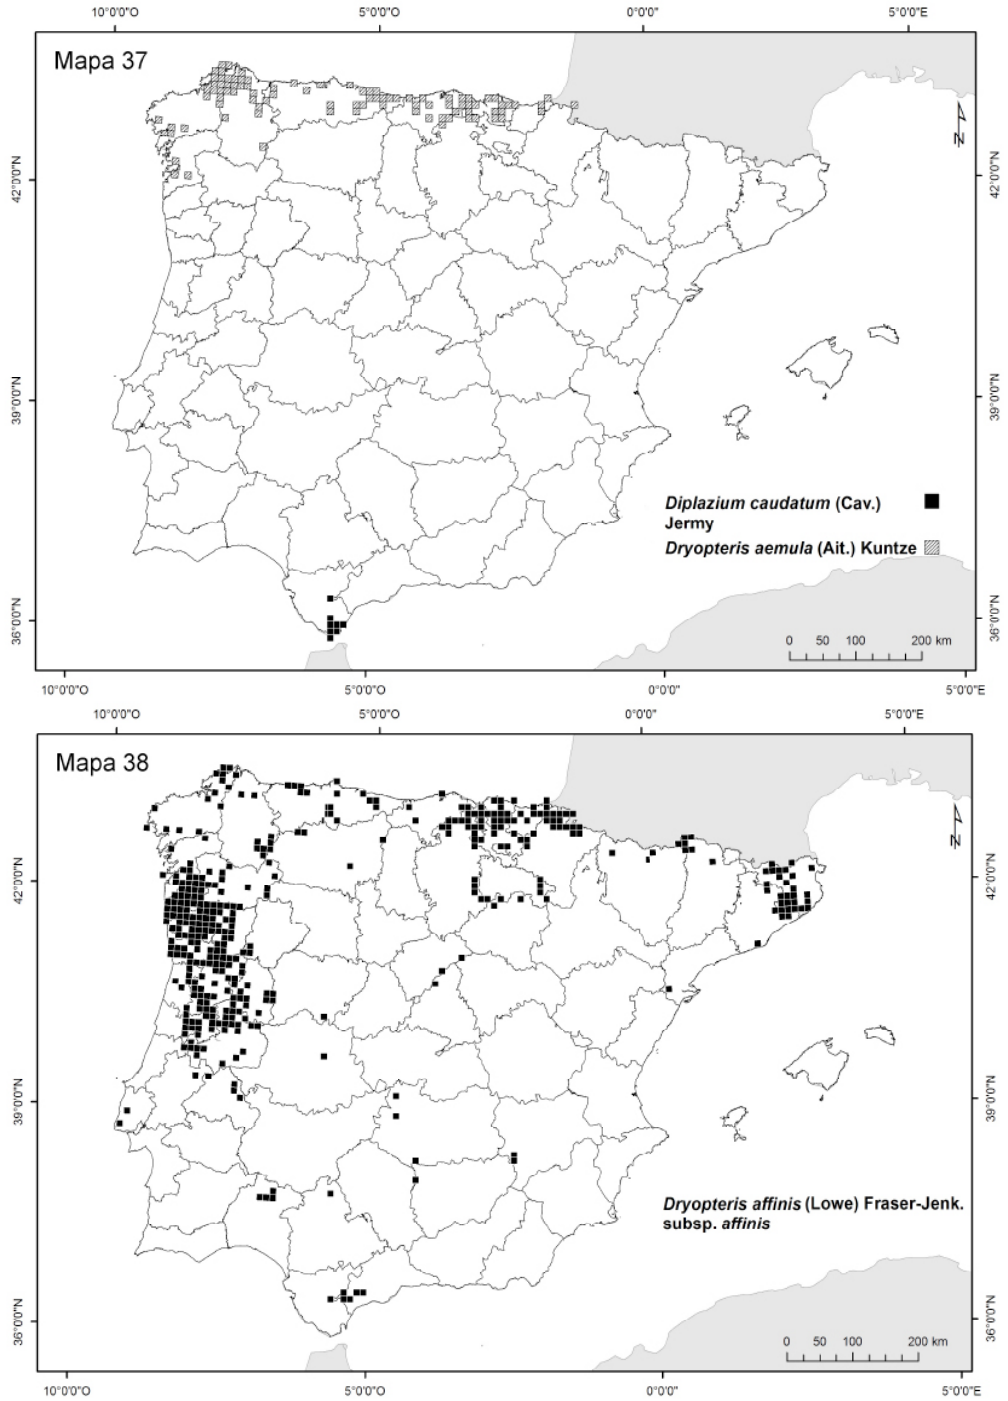 10°0'0"O 5°0'0"O 0°0'0" 5°0'0"E
Mapa 37
N
42°0'0"N 42°0'0"N
39°0'0"N 39°0'0"N
Diplazium caudatum (Cav.)
Jermy
Dryopteris aemula (Ait.) Kuntze
36°0'0"N 36°0'0"N
0 50 100 200 km
10°0'0"O 5°0'0"O 0°0'0" 5°0'0"E
10°0'0"O 5°0'0"O 0°0'0" 5°0'0"E
Mapa 38
N
42°0'0"N 42°0'0"N
39°0'0"N 39°0'0"N
Dryopteris affinis (Lowe) Fraser-Jenk.
subsp. affinis
36°0'0"N 36°0'0"N
0 50 100 200 km
10°0'0"O 5°0'0"O 0°0'0" 5°0'0"E